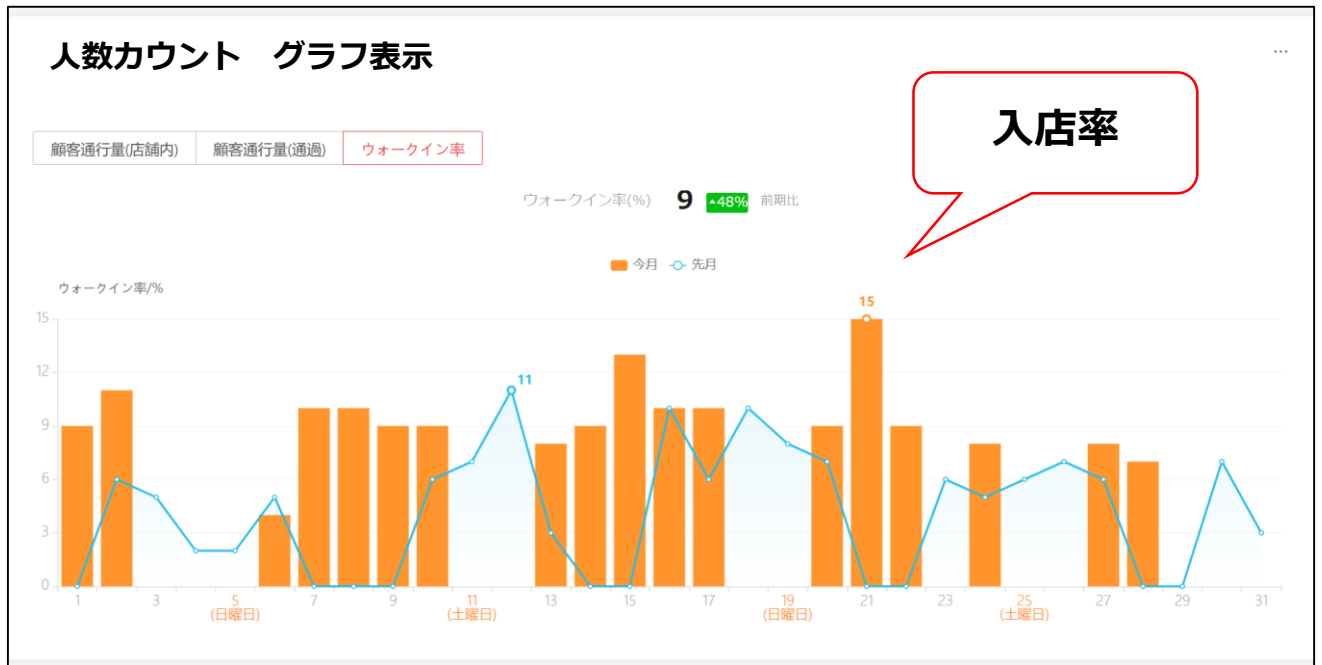 人数カウント　グラフ表示
...
入店率
顧客通行量(店舗内) 顧客通行量(通過) ウォークイン率
ウォークイン率(%) 9 ▲48% 前期比
今月 先月
ウォークイン率/%
15
12
9
6
3
0
15
11
1 3 5 7 9 11 13 15 17 19 21 23 25 27 29 31
(日曜日) (土曜日) (日曜日) (土曜日)